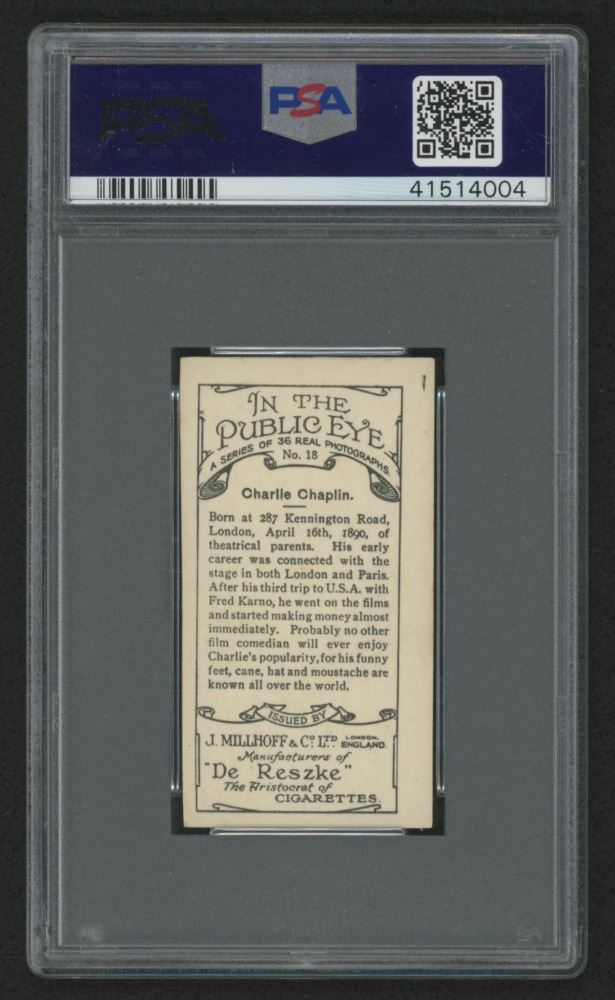 PSA
PSA
41514004
IN THE
PUBLIC EYE
A SERIES OF 36 REAL PHOTOGRAPHS.
No. 18
Charlie Chaplin.
Born at 287 Kennington Road,
London, April 16th, 1890, of
theatrical parents. His early
career was connected with the
stage in both London and Paris.
After his third trip to U.S.A. with
Fred Karno, he went on the films
and started making money almost
immediately. Probably no other
film comedian will ever enjoy
Charlie's popularity, for his funny
feet, cane, hat and moustache are
known all over the world.
ISSUED BY
J. MILLHOFF & Co. LTD LONDON. ENGLAND.
Manufacturers of
"De Reszke"
The Aristocrat of
CIGARETTES.